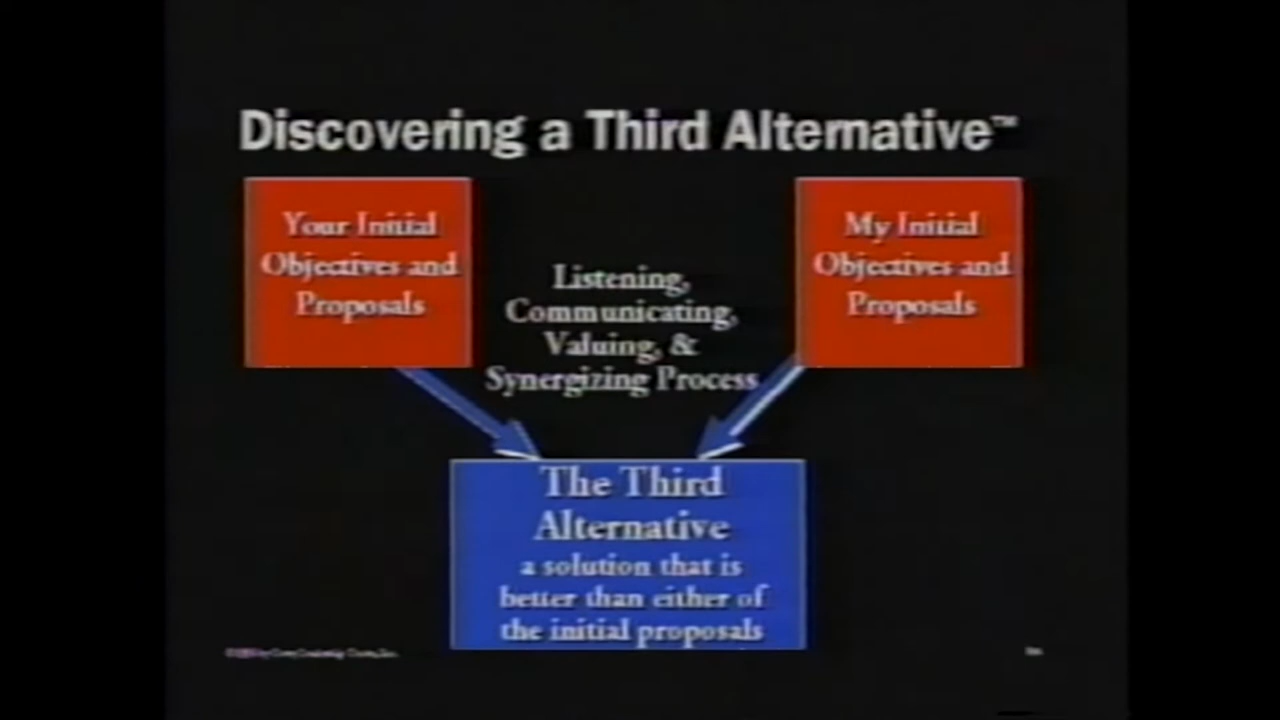 Discovering a Third Alternative™
Your Initial
Objectives and
Proposals
My Initial
Objectives and
Proposals
Listening,
Communicating,
Valuing, &
Synergizing Process
The Third
Alternative
a solution that is
better than either of
the initial proposals